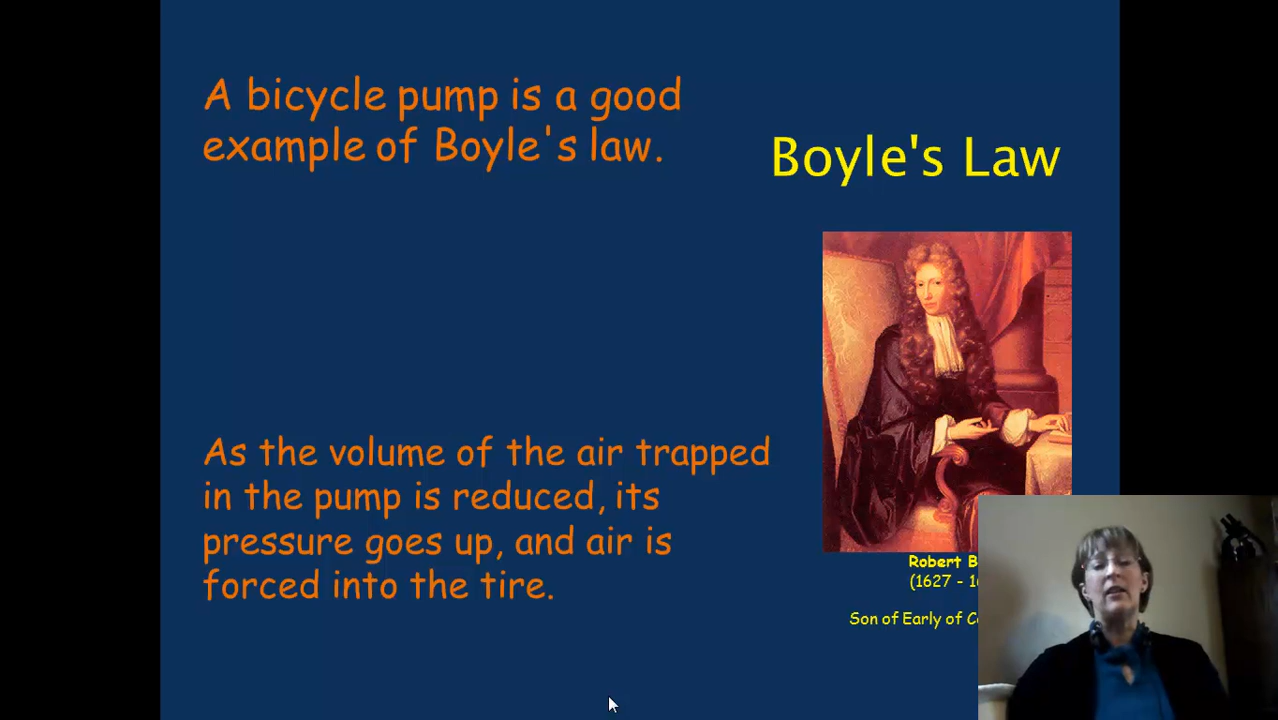 A bicycle pump is a good
example of Boyle's law.
Boyle's Law
As the volume of the air trapped
in the pump is reduced, its
pressure goes up, and air is
forced into the tire.
Robert
(1627 -
Son of Early of